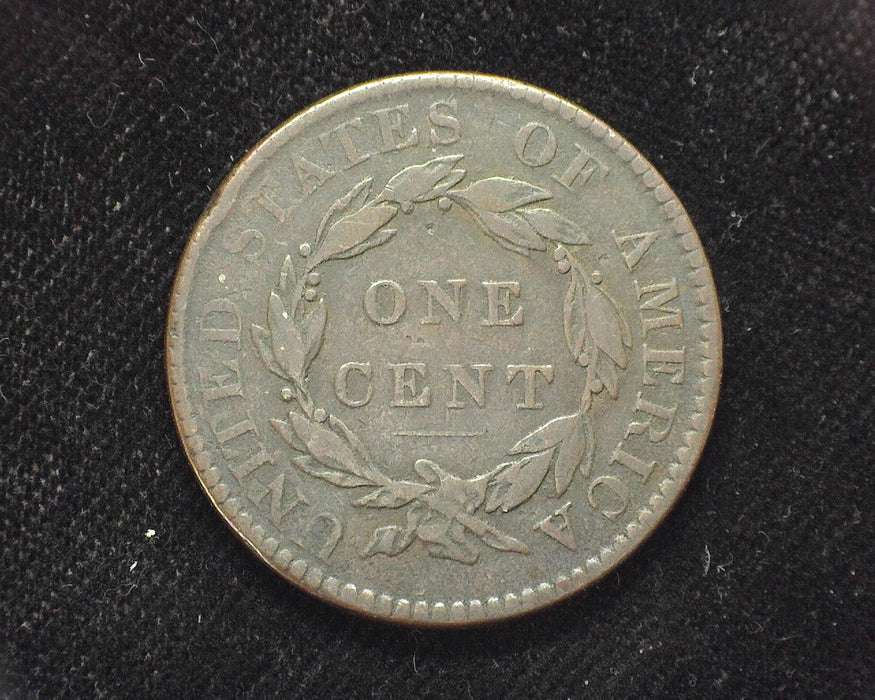 UNITED STATES OF AMERICA
ONE
CENT